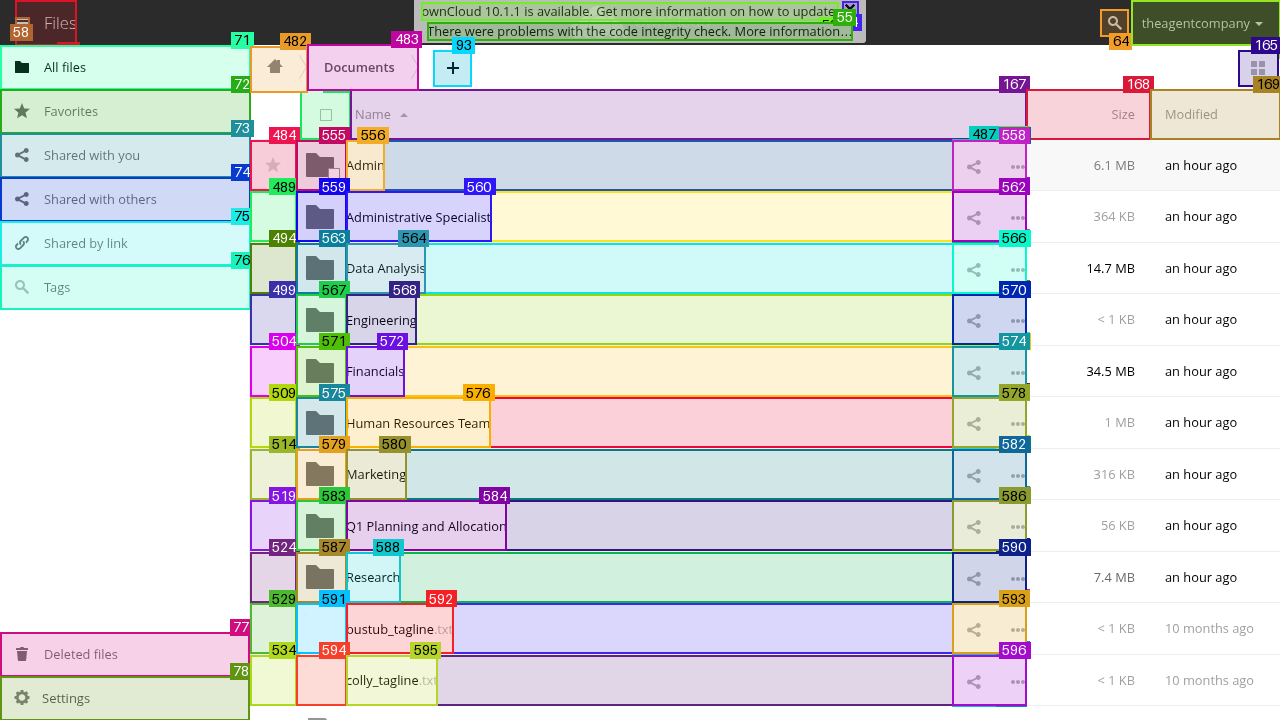 ownCloud 10.1.1 is available. Get more information on how to update.
There were problems with the code integrity check. More information...
55
58
Files
64
theagentcompany
71
All files
482
Documents
483
93
+
165
72
Favorites
167
168
169
Name
Size
Modified
73
Shared with you
484
555
556
487
558
Admin
6.1 MB
an hour ago
74
Shared with others
489
559
560
562
Administrative Specialist
364 KB
an hour ago
75
Shared by link
494
563
564
566
Data Analysis
14.7 MB
an hour ago
76
Tags
499
567
568
570
Engineering
< 1 KB
an hour ago
504
571
572
574
Financials
34.5 MB
an hour ago
509
575
576
578
Human Resources Team
1 MB
an hour ago
514
579
580
582
Marketing
316 KB
an hour ago
519
583
584
586
Q1 Planning and Allocation
56 KB
an hour ago
524
587
588
590
Research
7.4 MB
an hour ago
529
591
592
593
bustub_tagline.txt
< 1 KB
10 months ago
77
Deleted files
534
594
595
596
colly_tagline.txt
< 1 KB
10 months ago
78
Settings